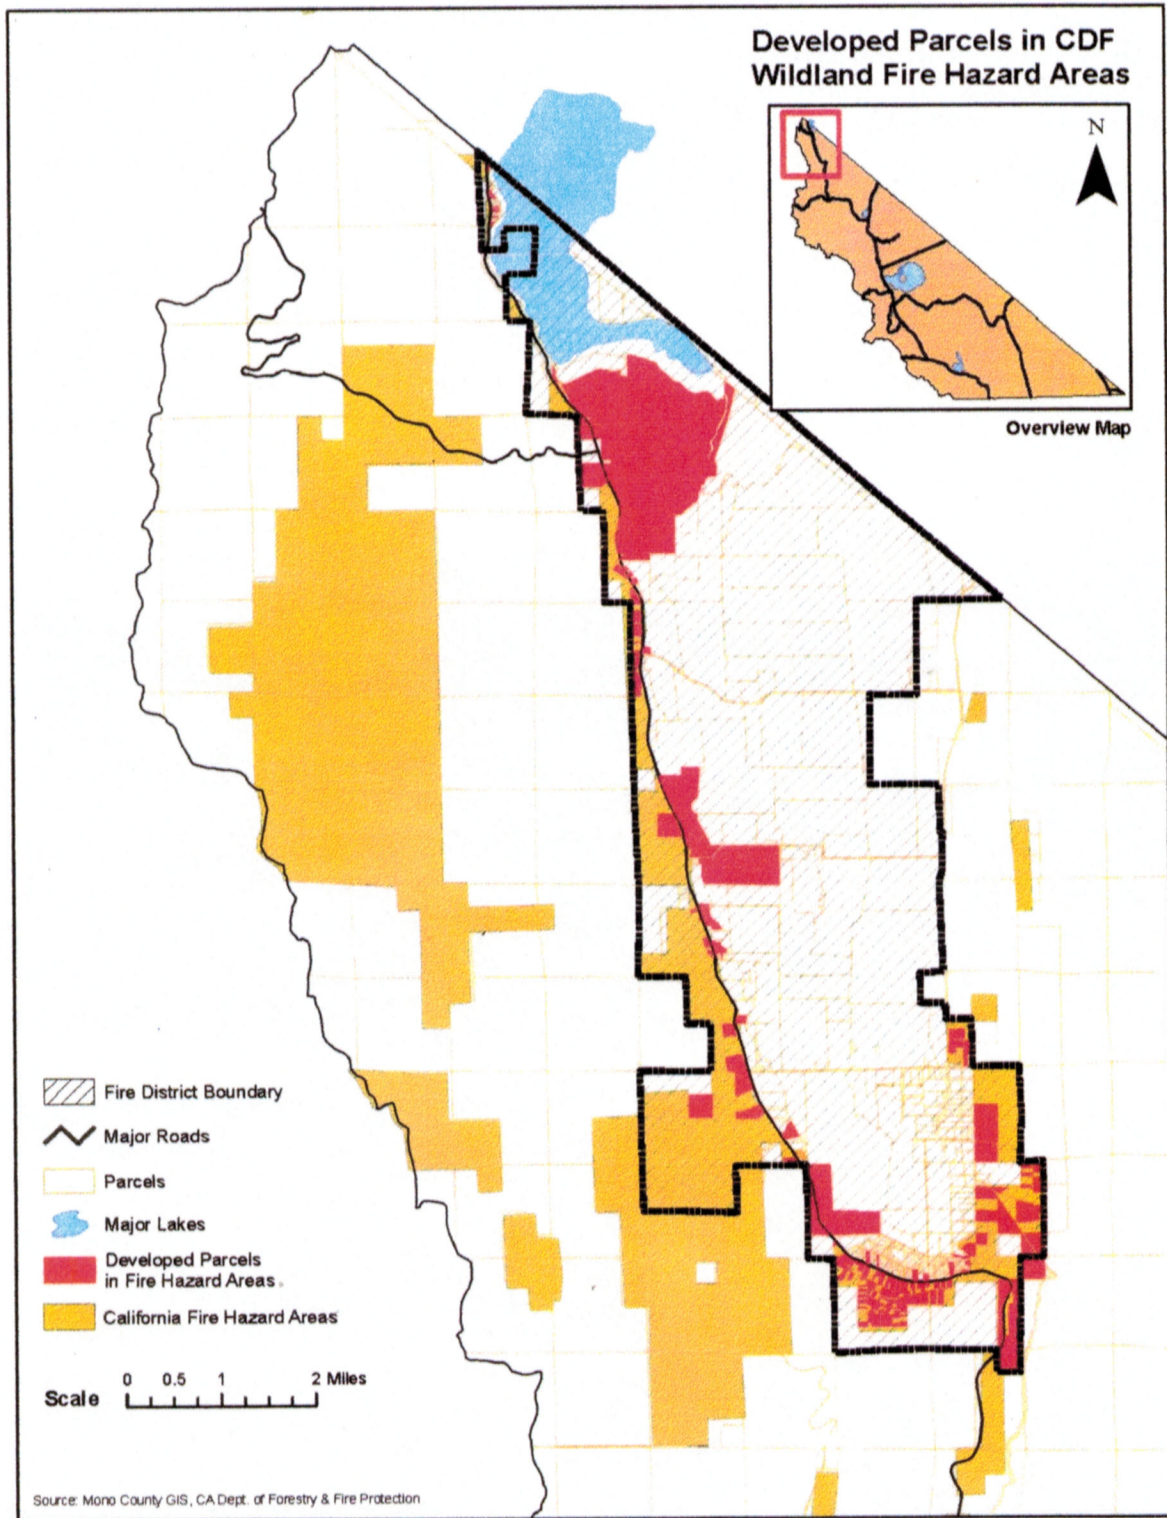 Developed Parcels in CDF
Wildland Fire Hazard Areas
N
Overview Map
Fire District Boundary
Major Roads
Parcels
Major Lakes
Developed Parcels
in Fire Hazard Areas
California Fire Hazard Areas
0 0.5 1 2 Miles
Scale
Source: Mono County GIS, CA Dept. of Forestry & Fire Protection